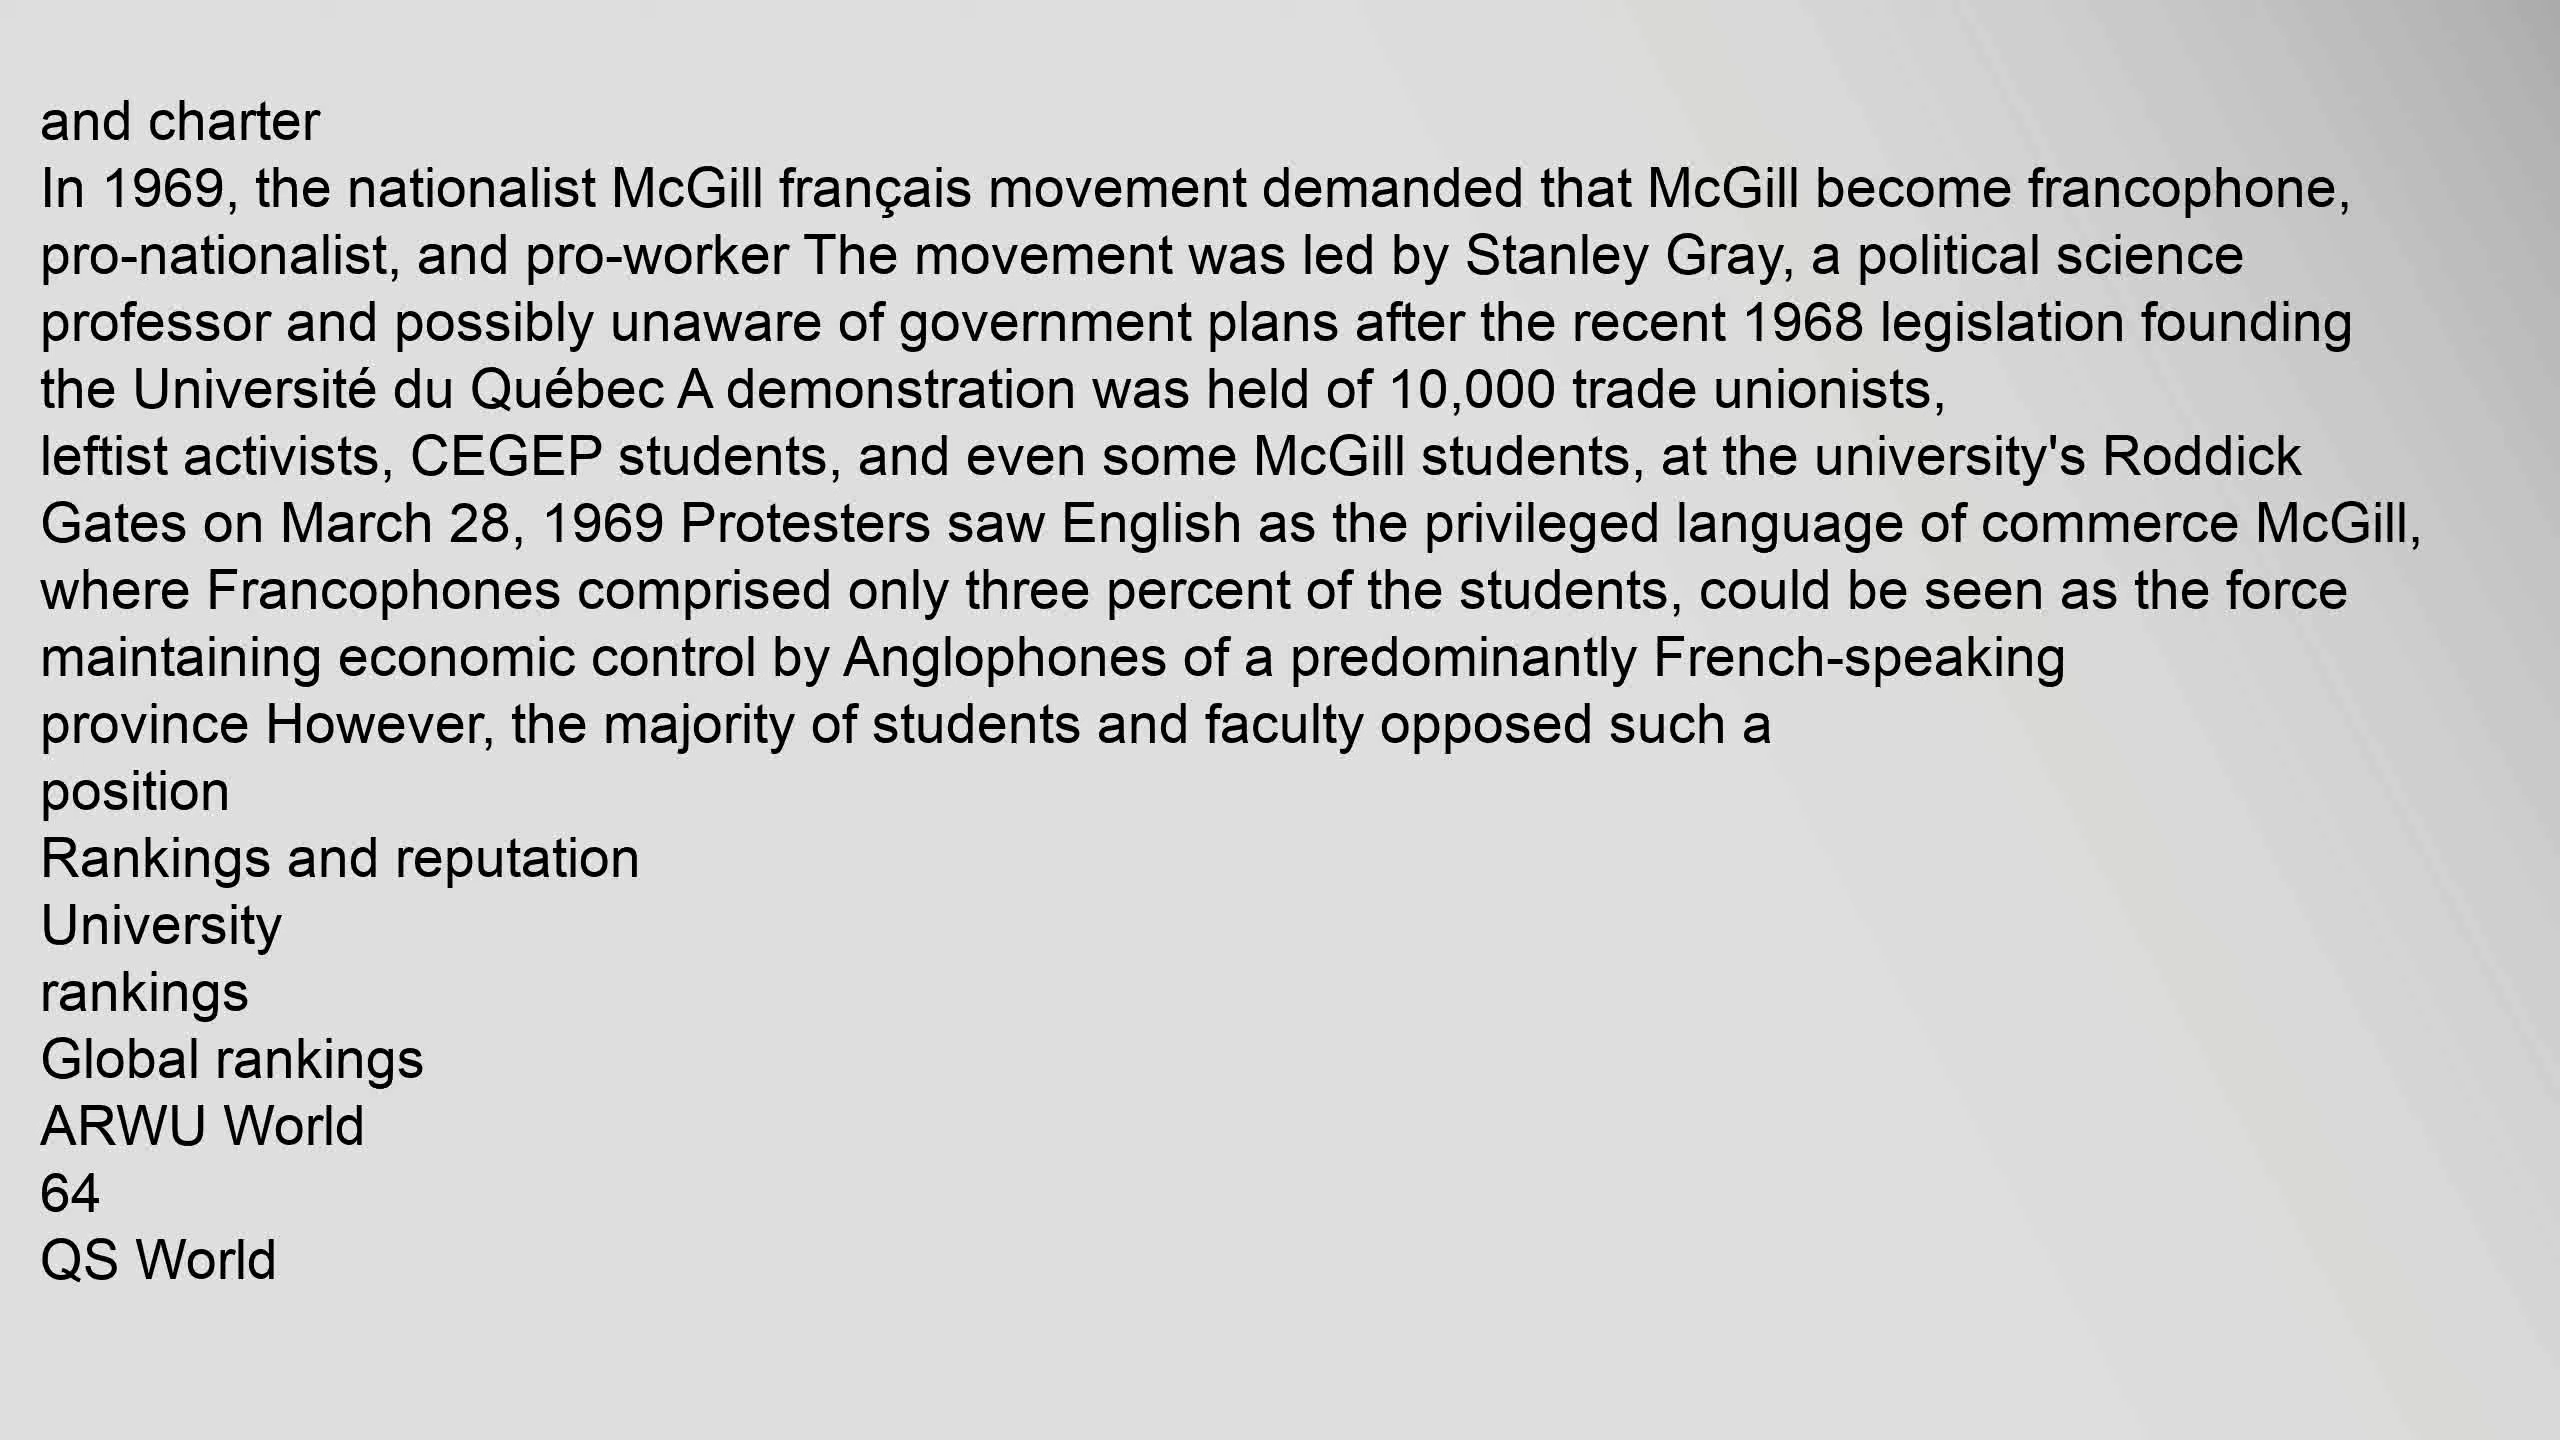 and charter
In 1969, the nationalist McGill français movement demanded that McGill become francophone,
pro-nationalist, and pro-worker The movement was led by Stanley Gray, a political science
professor and possibly unaware of government plans after the recent 1968 legislation founding
the Université du Québec A demonstration was held of 10,000 trade unionists,
leftist activists, CEGEP students, and even some McGill students, at the university's Roddick
Gates on March 28, 1969 Protesters saw English as the privileged language of commerce McGill,
where Francophones comprised only three percent of the students, could be seen as the force
maintaining economic control by Anglophones of a predominantly French-speaking
province However, the majority of students and faculty opposed such a
position
Rankings and reputation
University
rankings
Global rankings
ARWU World
64
QS World